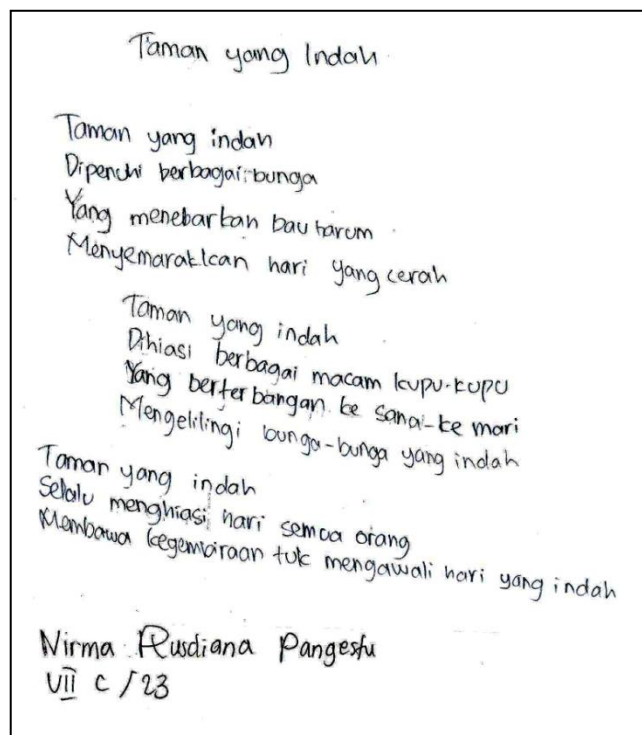 Taman yang Indah
Taman yang indah
Dipenuhi berbagai bunga
Yang menebarkan bau harum
Menyemarakkan hari yang cerah
Taman yang indah
Dihiasi berbagai macam kupu-kupu
Yang berterbangan ke sana-ke mari
Mengelilingi bunga-bunga yang indah
Taman yang indah
Selalu menghiasi hari semua orang
Membawa kegembiraan tuk mengawali hari yang indah
Nirma Rusdiana Pangestu
VII C / 23